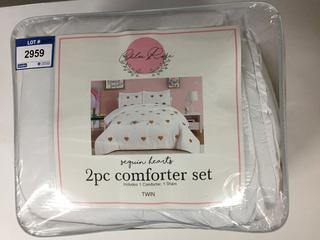 LOT #
2959
sequin hearts
2pc comforter set
Includes 1 Comforter, 1 Sham
TWIN